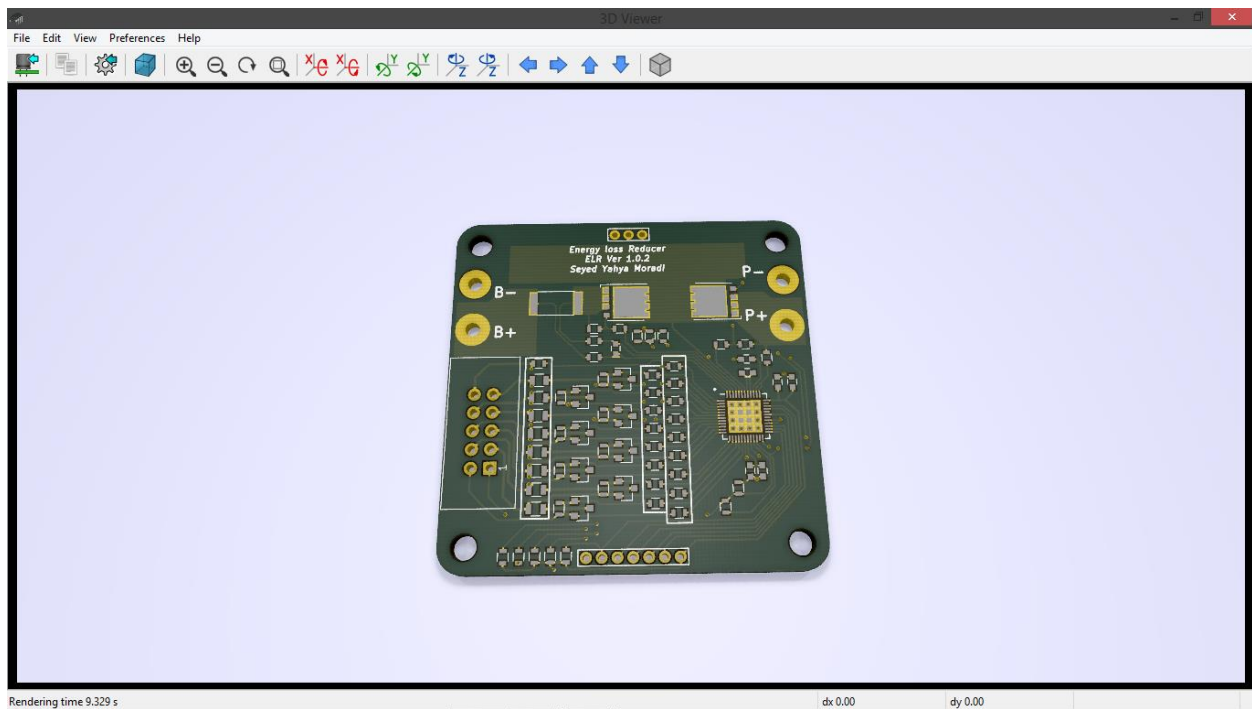 3D Viewer
File Edit View Preferences Help
X X Y Y Z Z
Energy loss Reducer
ELR Ver 1.0.2
Seyed Yahya Moradi
P-
B-
P+
B+
1
Rendering time 9.329 s dx 0.00 dy 0.00